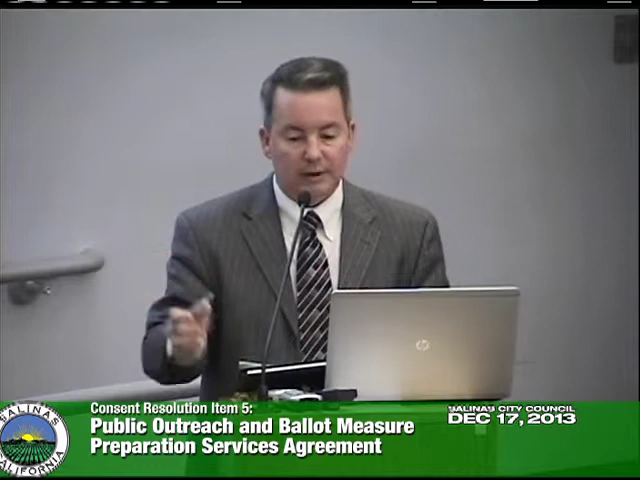 Consent Resolution Item 5:
Public Outreach and Ballot Measure
Preparation Services Agreement
SALINAS CITY COUNCIL
DEC 17, 2013
SALINAS
CALIFORNIA
hp